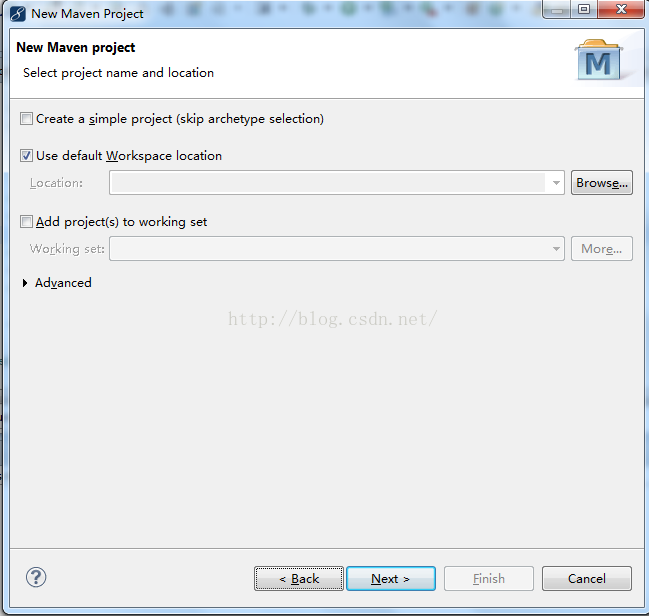 New Maven Project
New Maven project
Select project name and location
M
Create a simple project (skip archetype selection)
Use default Workspace location
Location:
Browse...
Add project(s) to working set
Working set:
More...
Advanced
http://blog.csdn.net/
?
< Back
Next >
Finish
Cancel